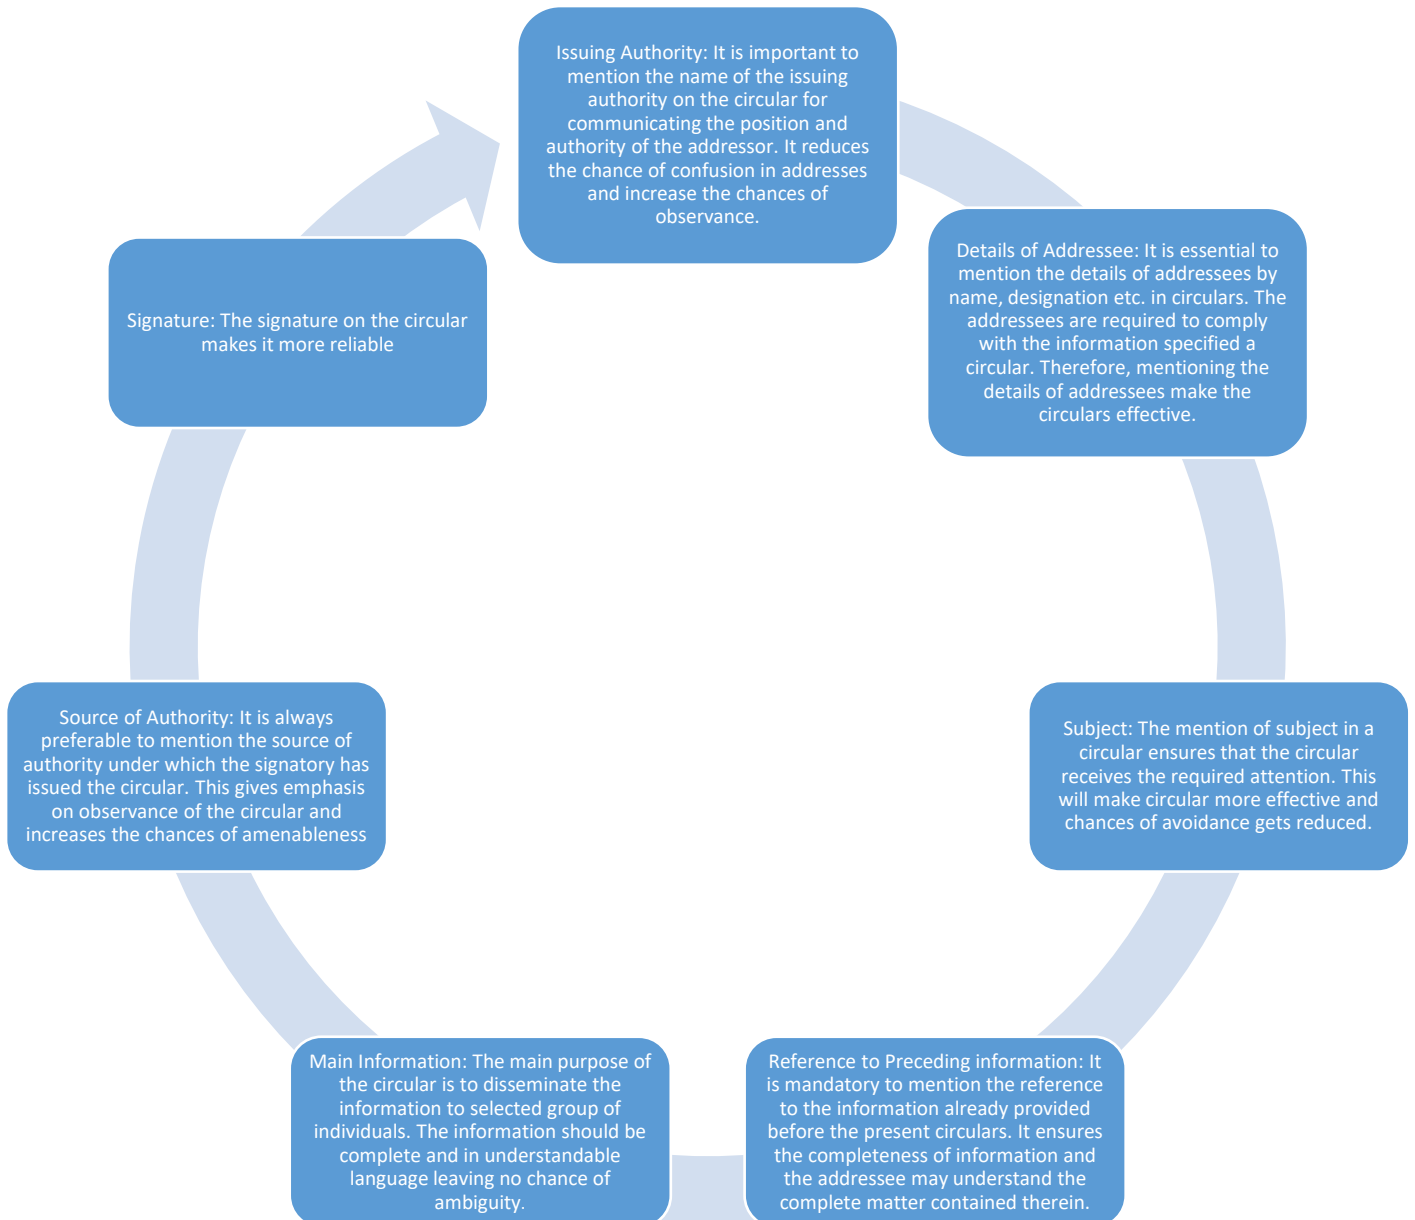 Issuing Authority: It is important to
mention the name of the issuing
authority on the circular for
communicating the position and
authority of the addressor. It reduces
the chance of confusion in addresses
and increase the chances of
observance.
Details of Addressee: It is essential to
mention the details of addressees by
name, designation etc. in circulars. The
addressees are required to comply
with the information specified a
circular. Therefore, mentioning the
details of addressees make the
circulars effective.
Subject: The mention of subject in a
circular ensures that the circular
receives the required attention. This
will make circular more effective and
chances of avoidance gets reduced.
Reference to Preceding information: It
is mandatory to mention the reference
to the information already provided
before the present circulars. It ensures
the completeness of information and
the addressee may understand the
complete matter contained therein.
Main Information: The main purpose of
the circular is to disseminate the
information to selected group of
individuals. The information should be
complete and in understandable
language leaving no chance of
ambiguity.
Source of Authority: It is always
preferable to mention the source of
authority under which the signatory has
issued the circular. This gives emphasis
on observance of the circular and
increases the chances of amenableness
Signature: The signature on the circular
makes it more reliable